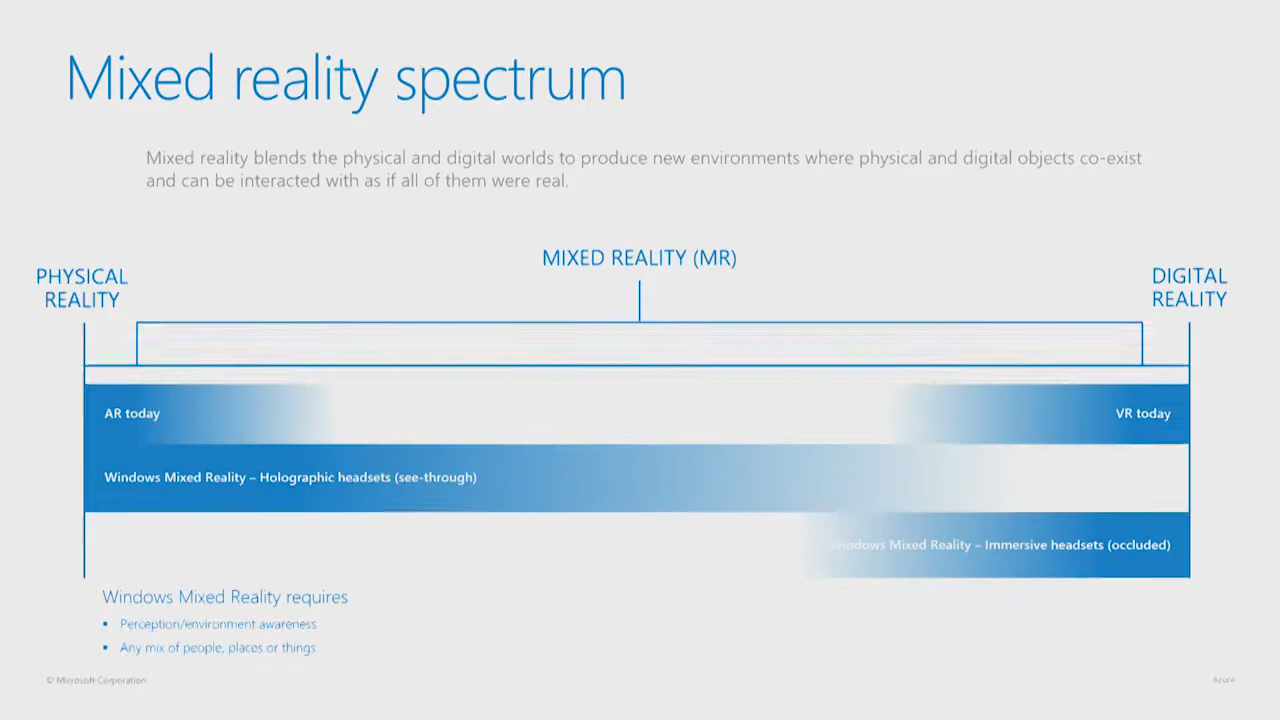 Mixed reality spectrum
Mixed reality blends the physical and digital worlds to produce new environments where physical and digital objects co-exist
and can be interacted with as if all of them were real.
MIXED REALITY (MR)
PHYSICAL
REALITY
DIGITAL
REALITY
AR today
VR today
Windows Mixed Reality – Holographic headsets (see-through)
Windows Mixed Reality – Immersive headsets (occluded)
Windows Mixed Reality requires
▪ Perception/environment awareness
▪ Any mix of people, places or things
© Microsoft Corporation
Azure